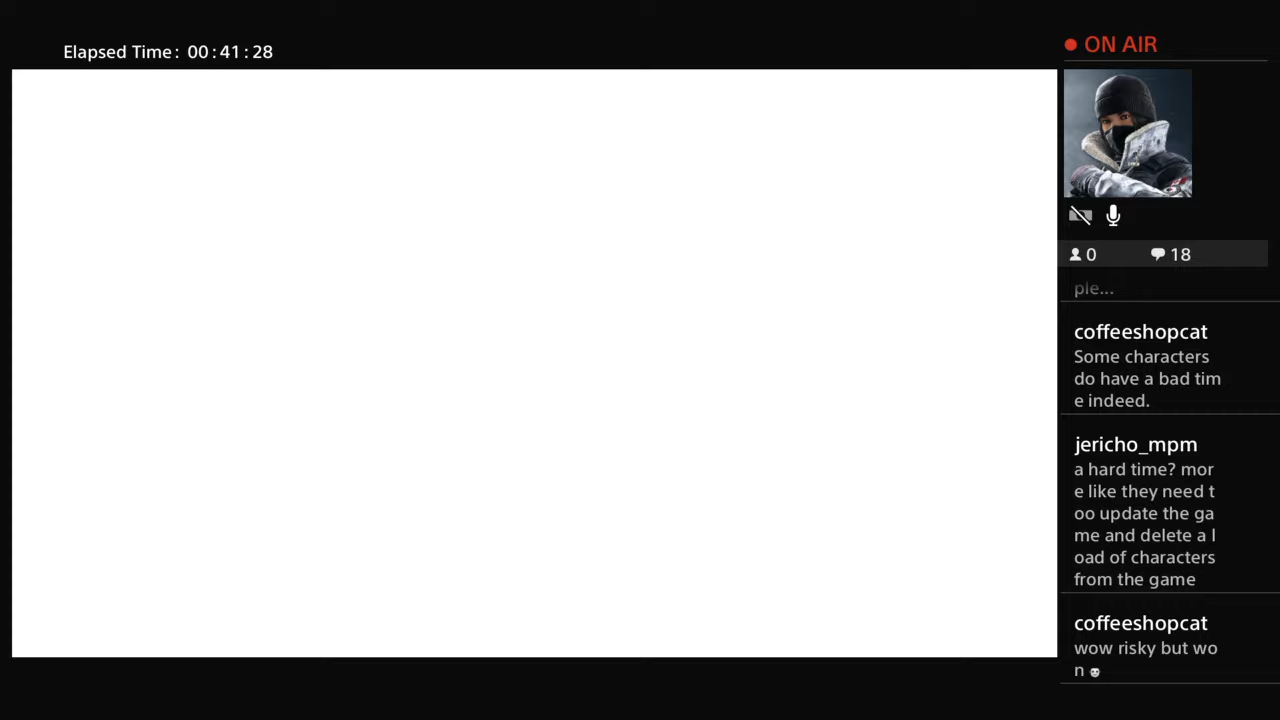 Elapsed Time: 00:41:28
ON AIR
0 18
ple...
coffeeshopcat
Some characters
do have a bad tim
e indeed.
jericho_mpm
a hard time? mor
e like they need t
oo update the ga
me and delete a l
oad of characters
from the game
coffeeshopcat
wow risky but wo
n